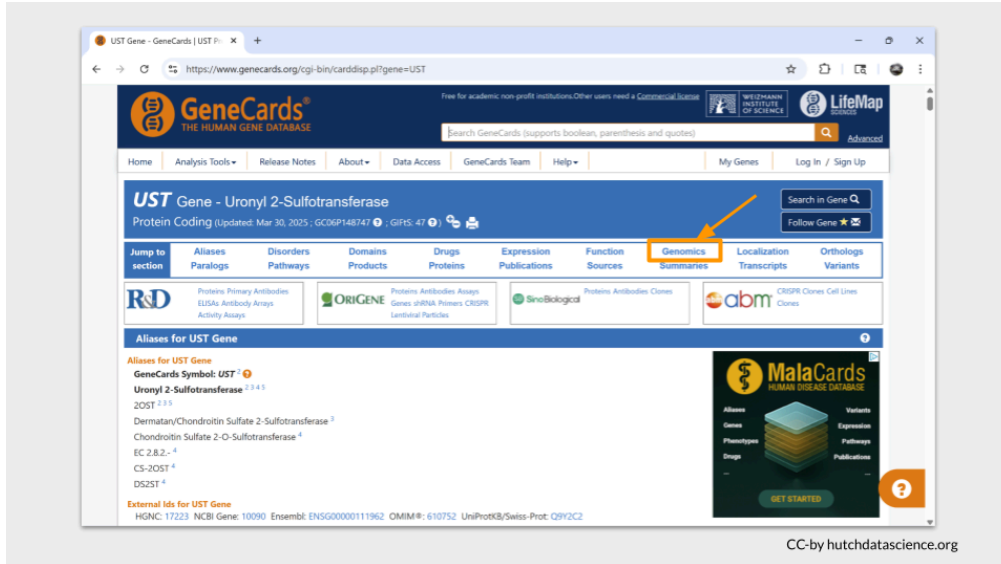 UST Gene - GeneCards | UST Pr
https://www.genecards.org/cgi-bin/carddisp.pl?gene=UST
GeneCards®
THE HUMAN GENE DATABASE
Free for academic non-profit institutions.Other users need a Commercial license
WEIZMANN
INSTITUTE
OF SCIENCE
LifeMap
SCIENCES
Search GeneCards (supports boolean, parenthesis and quotes)
Advanced
Home Analysis Tools Release Notes About Data Access GeneCards Team Help My Genes Log In / Sign Up
UST Gene - Uronyl 2-Sulfotransferase
Protein Coding (Updated: Mar 30, 2025 ; GC06P148747 ; GIFtS: 47 )
Search in Gene
Follow Gene
Jump to section
Aliases Disorders Domains Drugs Expression Function Genomics Localization Orthologs
Paralogs Pathways Products Proteins Publications Sources Summaries Transcripts Variants
R&D
Proteins Primary Antibodies
ELISAs Antibody Arrays
Activity Assays
ORIGENE
Proteins Antibodies Assays
Genes shRNA Primers CRISPR
Lentiviral Particles
Sino Biological
Proteins Antibodies Clones
abm
CRISPR Clones Cell Lines
Clones
Aliases for UST Gene
Aliases for UST Gene
GeneCards Symbol: UST 2
Uronyl 2-Sulfotransferase 2 3 4 5
2OST 2 3 5
Dermatan/Chondroitin Sulfate 2-Sulfotransferase 3
Chondroitin Sulfate 2-O-Sulfotransferase 4
EC 2.8.2.- 4
CS-2OST 4
DS2ST 4
External Ids for UST Gene
HGNC: 17223 NCBI Gene: 10090 Ensembl: ENSG00000111962 OMIM®: 610752 UniProtKB/Swiss-Prot: Q9Y2C2
MalaCards
HUMAN DISEASE DATABASE
Aliases Variants
Genes Expression
Phenotypes Pathways
Drugs Publications
... ...
GET STARTED
CC-by hutchdatascience.org